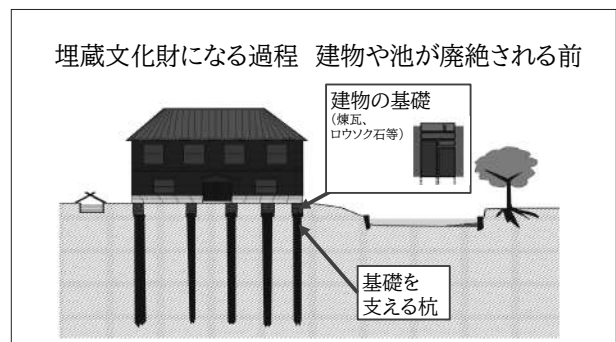 埋蔵文化財になる過程 建物や池が廃絶される前
建物の基礎
（煉瓦、
ロウソク石等）
基礎を
支える杭